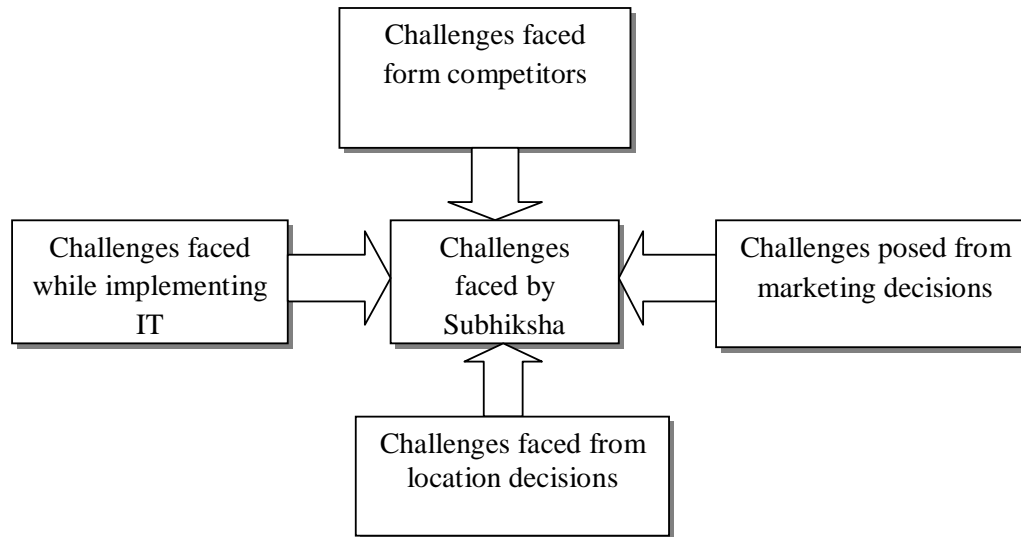 Challenges faced
form competitors
Challenges faced
while implementing
IT
Challenges
faced by
Subhiksha
Challenges posed from
marketing decisions
Challenges faced from
location decisions